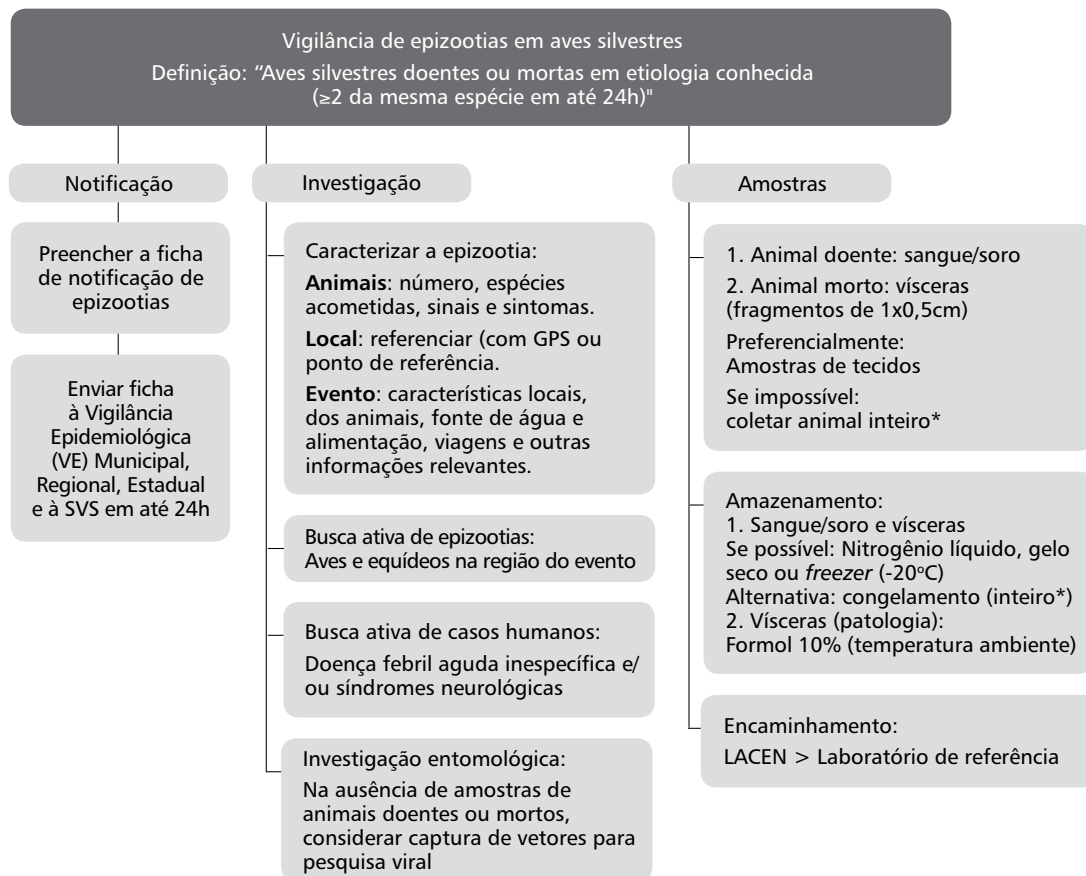 Vigilância de epizootias em aves silvestres
Definição: “Aves silvestres doentes ou mortas em etiologia conhecida
(≥2 da mesma espécie em até 24h)"
Notificação
Preencher a ficha
de notificação de
epizootias
Enviar ficha
à Vigilância
Epidemiológica
(VE) Municipal,
Regional, Estadual
e à SVS em até 24h
Investigação
Caracterizar a epizootia:
Animais: número, espécies
acometidas, sinais e sintomas.
Local: referenciar (com GPS ou
ponto de referência.
Evento: características locais,
dos animais, fonte de água e
alimentação, viagens e outras
informações relevantes.
Busca ativa de epizootias:
Aves e equídeos na região do evento
Busca ativa de casos humanos:
Doença febril aguda inespecífica e/
ou síndromes neurológicas
Investigação entomológica:
Na ausência de amostras de
animais doentes ou mortos,
considerar captura de vetores para
pesquisa viral
Amostras
1. Animal doente: sangue/soro
2. Animal morto: vísceras
(fragmentos de 1x0,5cm)
Preferencialmente:
Amostras de tecidos
Se impossível:
coletar animal inteiro*
Amazenamento:
1. Sangue/soro e vísceras
Se possível: Nitrogênio líquido, gelo
seco ou freezer (-20ºC)
Alternativa: congelamento (inteiro*)
2. Vísceras (patologia):
Formol 10% (temperatura ambiente)
Encaminhamento:
LACEN > Laboratório de referência